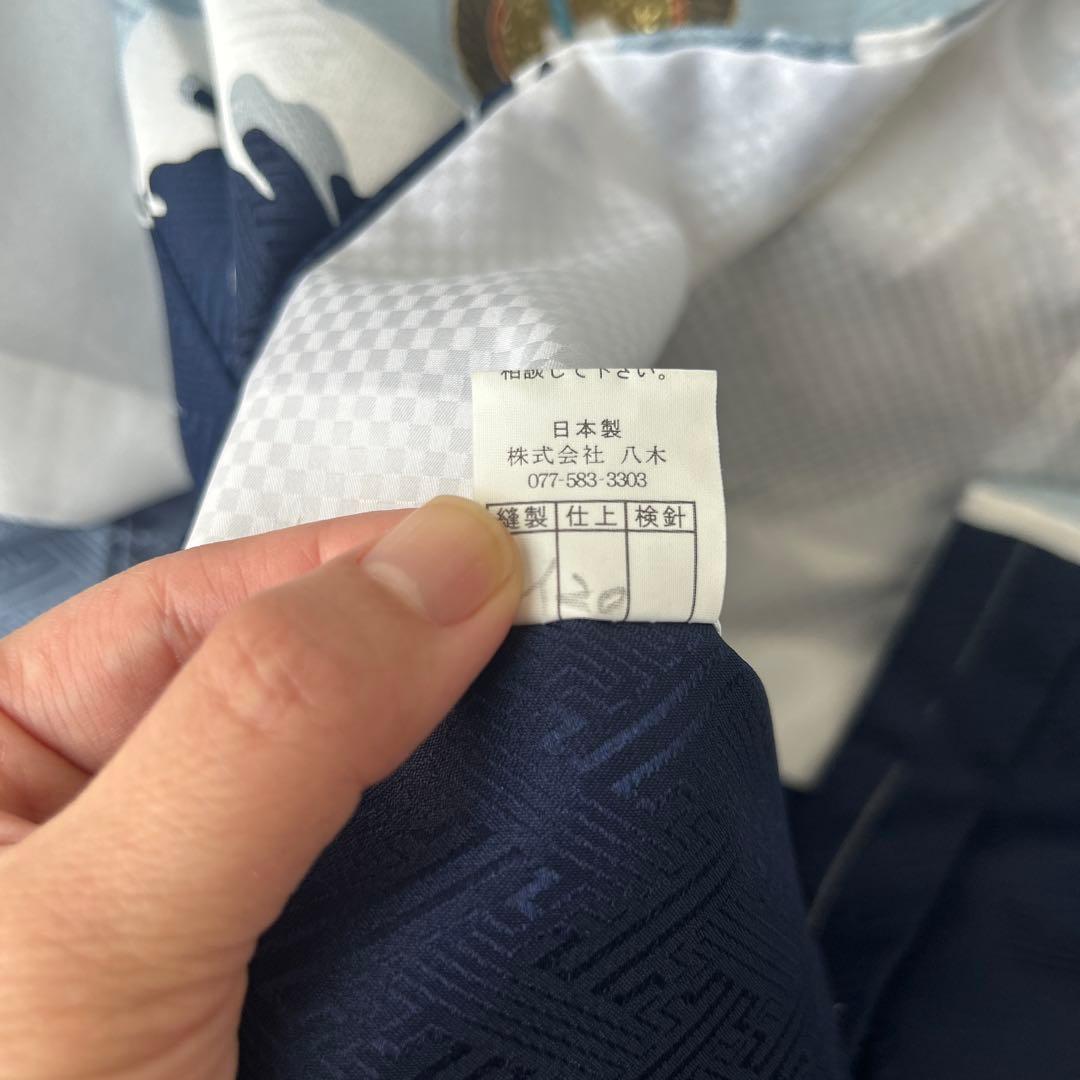 相談して下さい。
日本製
株式会社 八木
077-583-3303
縫製 仕上 検針